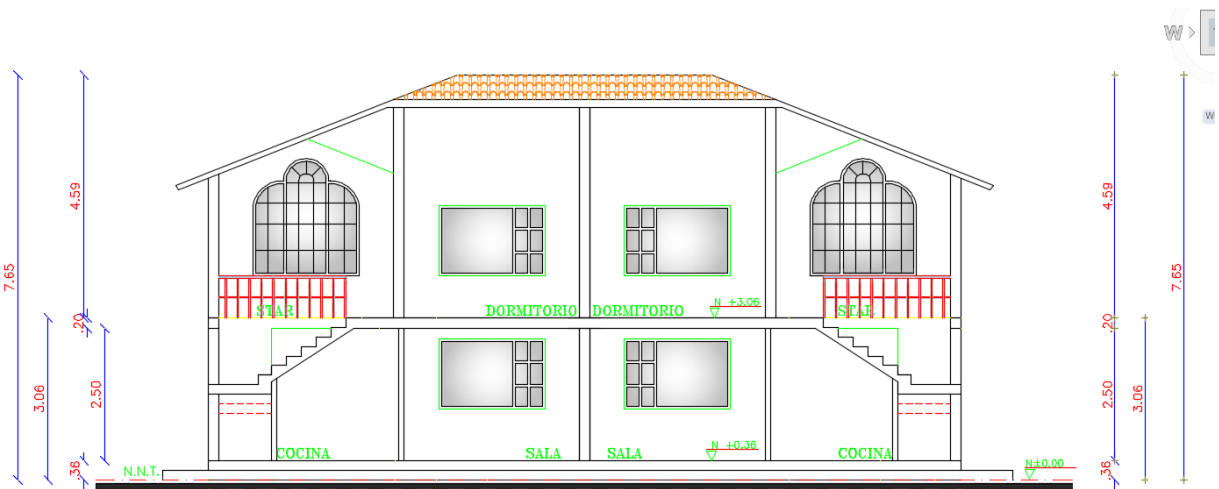 W
7.65
4.59
.20
3.06
2.50
.36
STAR
DORMITORIO
DORMITORIO
N +3.06
STAR
COCINA
SALA
SALA
N +0.36
COCINA
N.N.T.
N±0.00
4.59
7.65
.20
2.50
3.06
.36